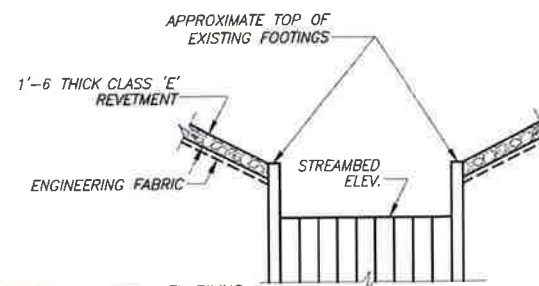 APPROXIMATE TOP OF
EXISTING FOOTINGS
1'-6 THICK CLASS 'E'
REVETMENT
ENGINEERING FABRIC
STREAMBED
ELEV.